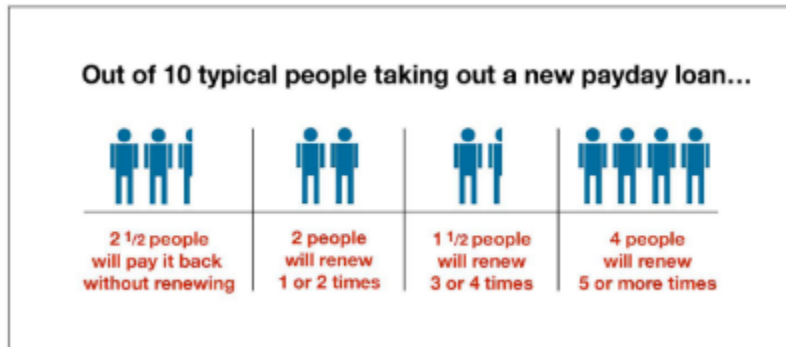 Out of 10 typical people taking out a new payday loan...
2 1/2 people
will pay it back
without renewing
2 people
will renew
1 or 2 times
1 1/2 people
will renew
3 or 4 times
4 people
will renew
5 or more times